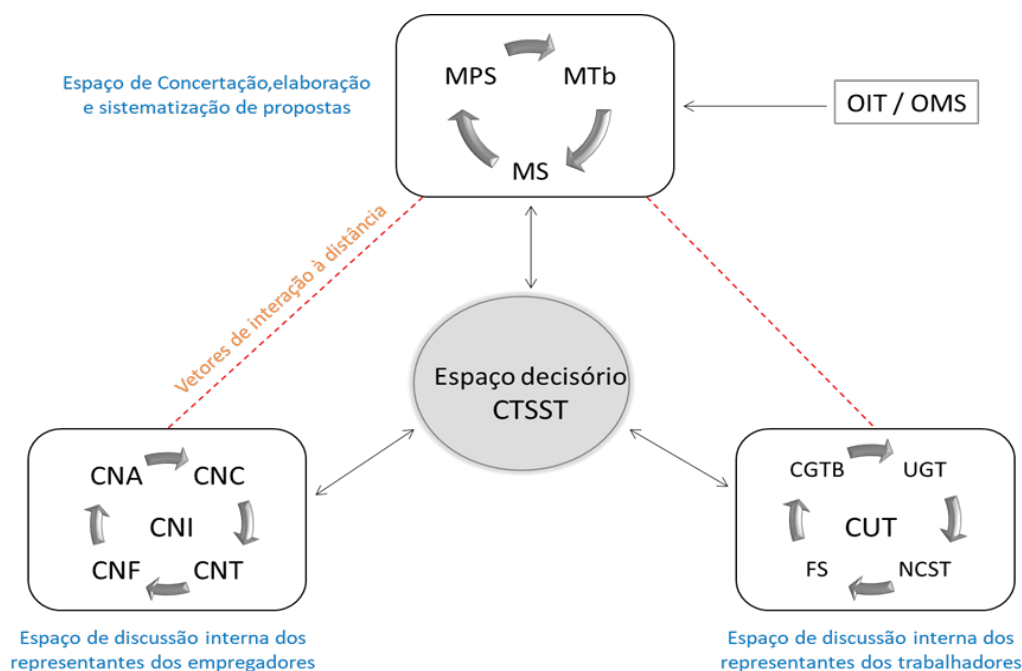 Espaço de Concertação,elaboração
e sistematização de propostas
MPS
MTb
MS
OIT / OMS
Vetores de interação à distância
Espaço decisório
CTSST
CNA
CNC
CNI
CNF
CNT
CGTB
UGT
CUT
FS
NCST
Espaço de discussão interna dos
representantes dos empregadores
Espaço de discussão interna dos
representantes dos trabalhadores